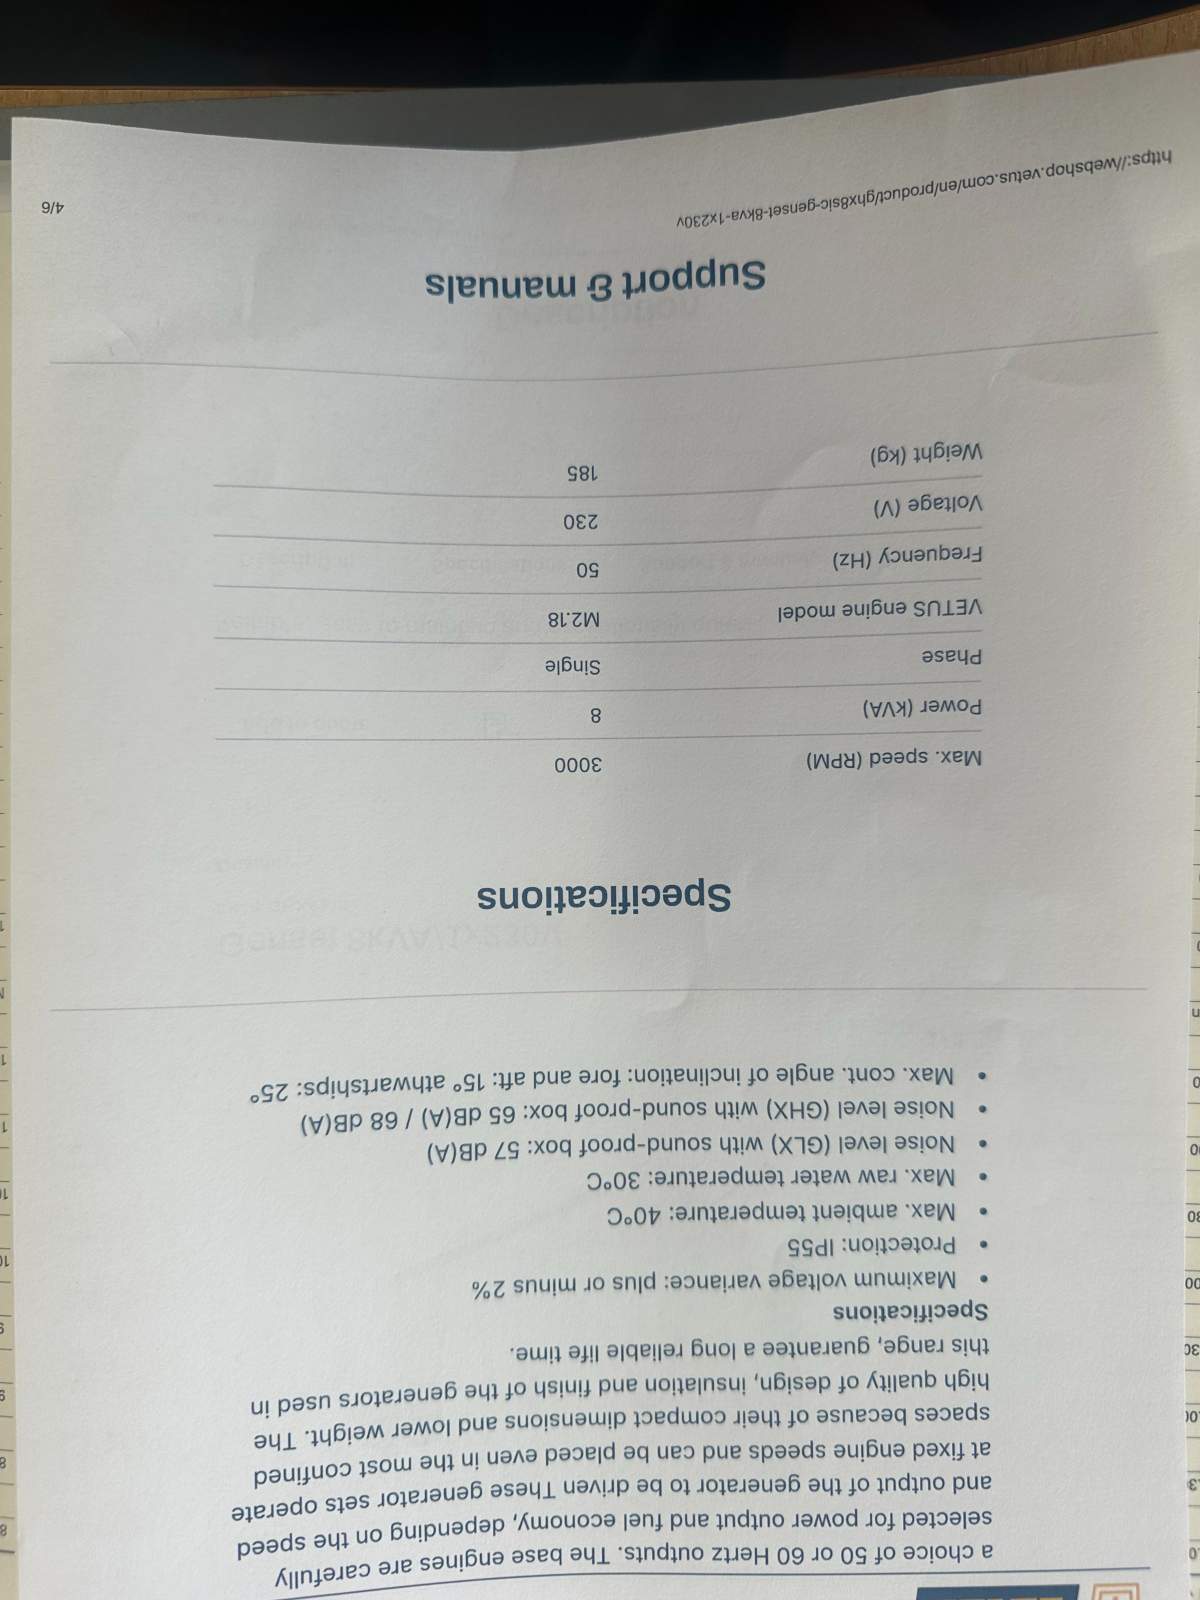 a choice of 50 or 60 Hertz outputs. The base engines are carefully
selected for power output and fuel economy, depending on the speed
and output of the generator to be driven These generator sets operate
at fixed engine speeds and can be placed even in the most confined
spaces because of their compact dimensions and lower weight. The
high quality of design, insulation and finish of the generators used in
this range, guarantee a long reliable life time.
Specifications
• Maximum voltage variance: plus or minus 2%
• Protection: IP55
• Max. ambient temperature: 40°C
• Max. raw water temperature: 30°C
• Noise level (GLX) with sound-proof box: 57 dB(A)
• Noise level (GHX) with sound-proof box: 65 dB(A) / 68 dB(A)
• Max. cont. angle of inclination: fore and aft: 15° athwartships: 25°
Specifications
Max. speed (RPM) 3000
Power (kVA) 8
Phase Single
VETUS engine model M2.18
Frequency (Hz) 50
Voltage (V) 230
Weight (kg) 185
Support & manuals
https://webshop.vetus.com/en/product/ghx8sic-genset-8kva-1x230v 4/6